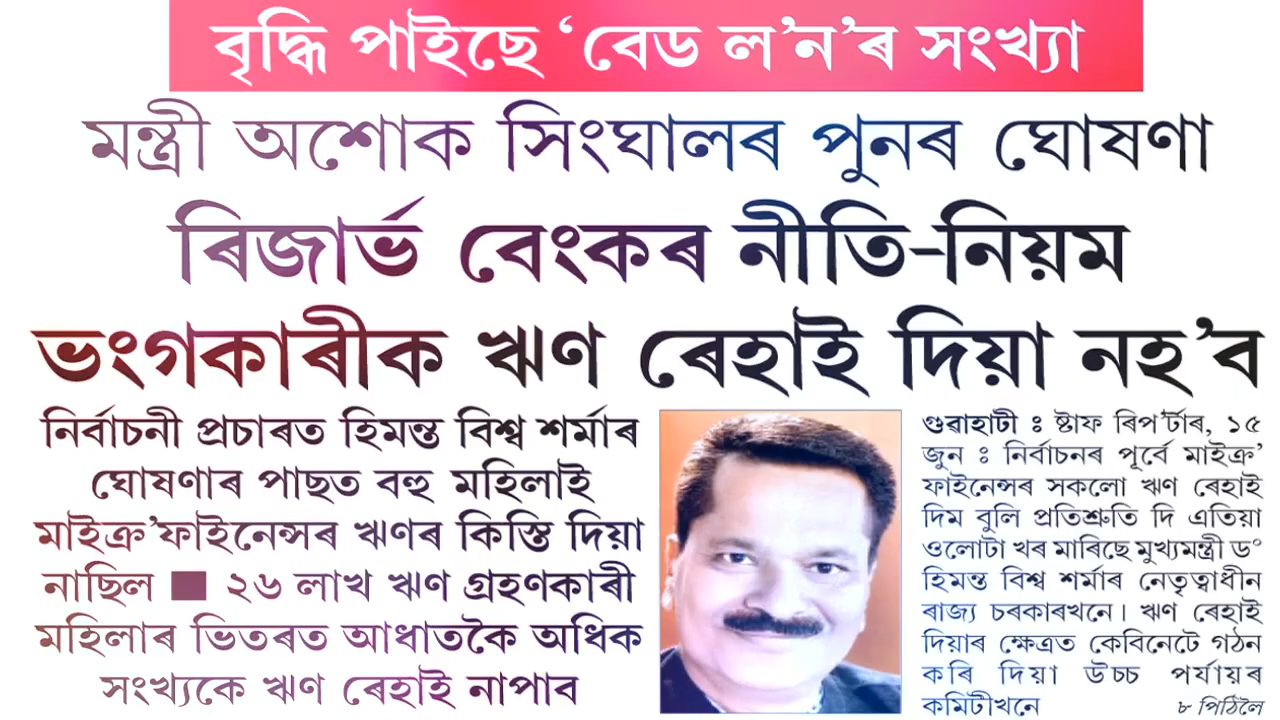 বৃদ্ধি পাইছে ‘বেড ল’ন’ৰ সংখ্যা
মন্ত্ৰী অশোক সিংঘালৰ পুনৰ ঘোষণা
ৰিজাৰ্ভ বেংকৰ নীতি-নিয়ম
ভংগকাৰীক ঋণ ৰেহাই দিয়া নহ’ব
নিৰ্বাচনী প্ৰচাৰত হিমন্ত বিশ্ব শৰ্মাৰ
ঘোষণাৰ পাছত বহু মহিলাই
মাইক্ৰ’ফাইনেন্সৰ ঋণৰ কিস্তি দিয়া
নাছিল ■ ২৬ লাখ ঋণ গ্ৰহণকাৰী
মহিলাৰ ভিতৰত আধাতকৈ অধিক
সংখ্যকে ঋণ ৰেহাই নাপাব
গুৱাহাটী ঃ ষ্টাফ ৰিপ’ৰ্টাৰ, ১৫
জুন ঃ নিৰ্বাচনৰ পূৰ্বে মাইক্ৰ’
ফাইনেন্সৰ সকলো ঋণ ৰেহাই
দিম বুলি প্ৰতিশ্ৰুতি দি এতিয়া
ওলোটা খৰ মাৰিছে মুখ্যমন্ত্ৰী ড°
হিমন্ত বিশ্ব শৰ্মাৰ নেতৃত্বাধীন
ৰাজ্য চৰকাৰখনে। ঋণ ৰেহাই
দিয়াৰ ক্ষেত্ৰত কেবিনেটে গঠন
কৰি দিয়া উচ্চ পৰ্যায়ৰ
কমিটীখনে ৮ পিঠিলৈ